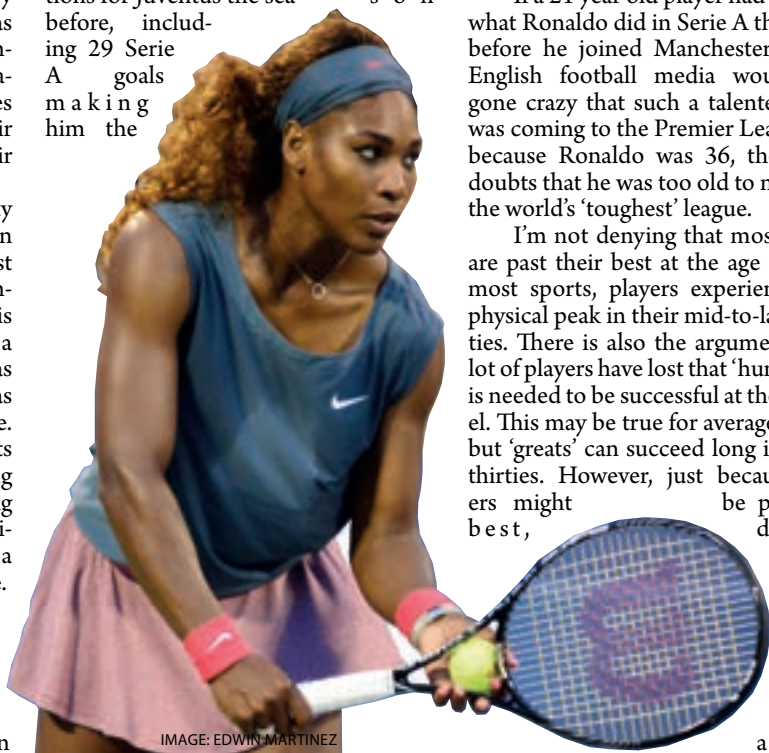 tions for Juventus the sea- son
before, includ-
ing 29 Serie
A goals
making
him the
If a 21 year old player had
what Ronaldo did in Serie A th
before he joined Manchester
English football media wou
gone crazy that such a talente
was coming to the Premier Lea
because Ronaldo was 36, the
doubts that he was too old to m
the world's 'toughest' league.
I'm not denying that mos
are past their best at the age
most sports, players experien
physical peak in their mid-to-la
ties. There is also the argume
lot of players have lost that 'hun
is needed to be successful at the
el. This may be true for average
but 'greats' can succeed long i
thirties. However, just becau
ers might be p
best, d
IMAGE: EDWIN MARTINEZ